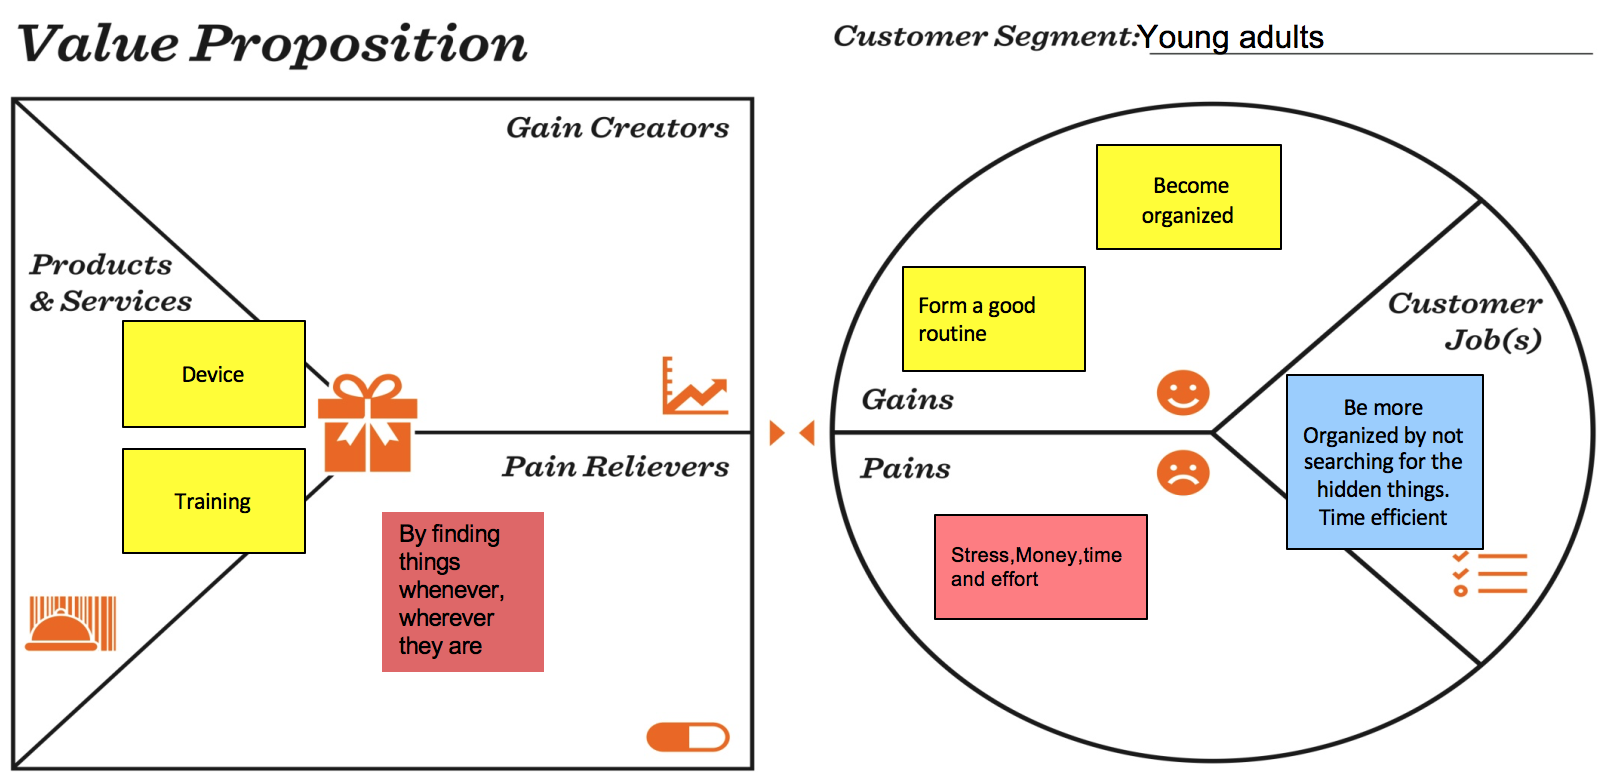 Value Proposition
Customer Segment:Young adults
Gain Creators
Products
& Services
Device
Training
Pain Relievers
By finding
things
whenever,
wherever
they are
Become
organized
Form a good
routine
Gains
Customer
Job(s)
Be more
Organized by not
searching for the
hidden things.
Time efficient
Pains
Stress,Money,time
and effort